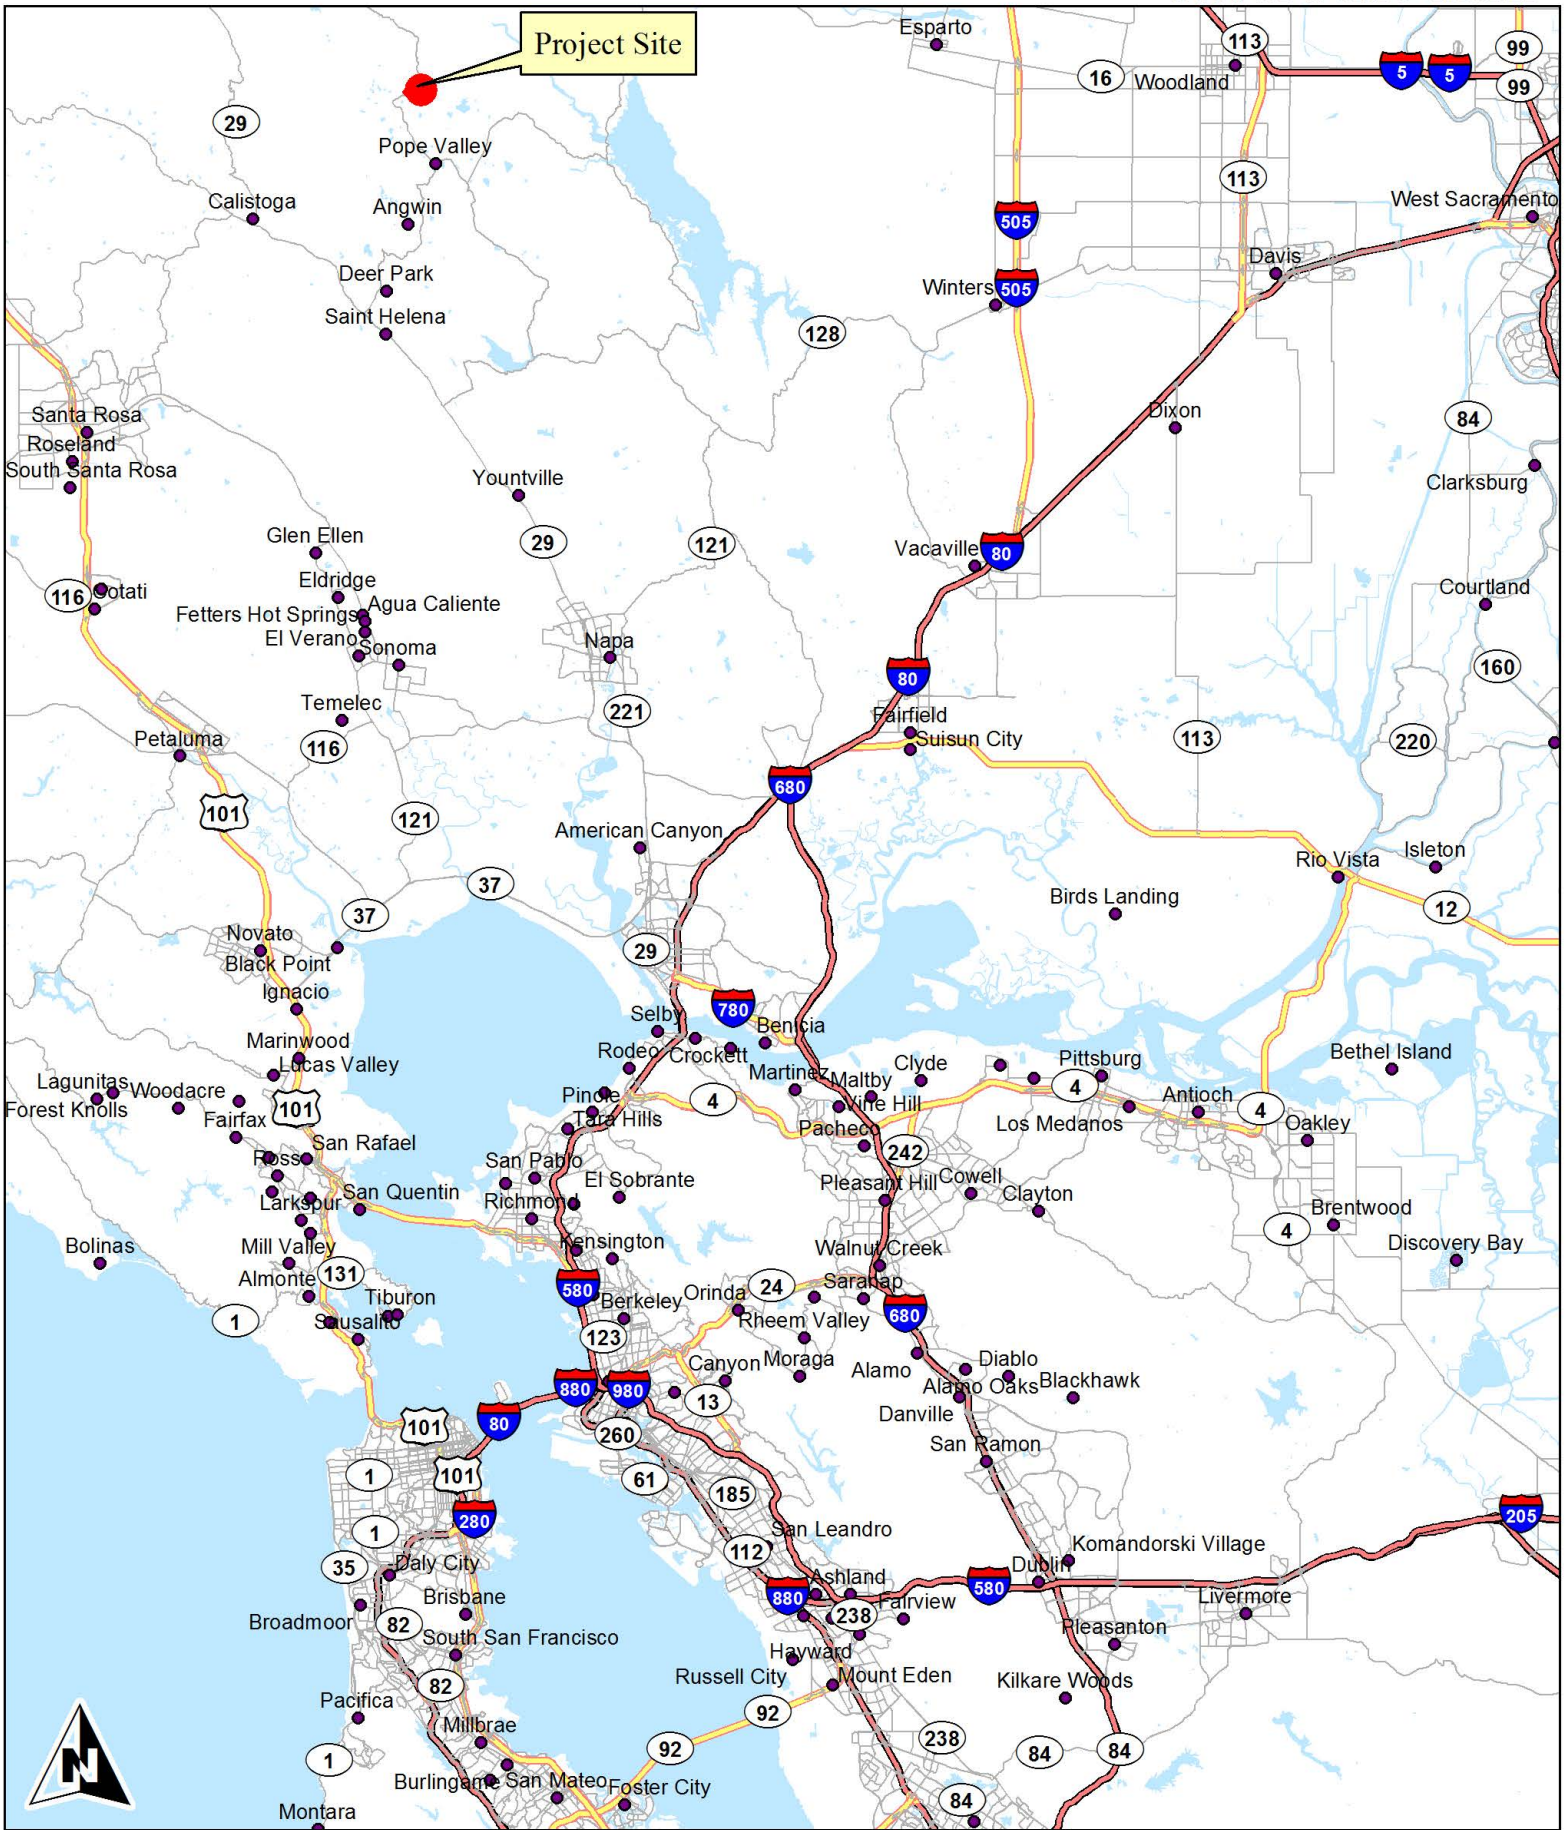 Project Site
Esparto
113
99
16
Woodland
5
5
99
29
Pope Valley
113
Calistoga
Angwin
West Sacramento
505
Deer Park
Davis
Winters
505
Saint Helena
128
Santa Rosa
Dixon
84
Roseland
South Santa Rosa
Yountville
Clarksburg
Glen Ellen
29
121
Vacaville
80
Eldridge
116
Cotati
Agua Caliente
Courtland
Fetters Hot Springs
El Verano
Sonoma
Napa
80
160
Temelec
221
Fairfield
Petaluma
116
Suisun City
113
220
680
101
121
American Canyon
Rio Vista
Isleton
37
Birds Landing
37
12
Novato
29
Black Point
Ignacio
780
Selby
Benicia
Marinwood
Rodeo
Crockett
Clyde
Pittsburg
Bethel Island
Lucas Valley
Lagunitas
Woodacre
Martinez
Maltby
4
Forest Knolls
101
Pinole
4
Vine Hill
Antioch
4
Fairfax
Tara Hills
Pacheco
Los Medanos
Oakley
San Rafael
242
Ross
San Pablo
El Sobrante
Pleasant Hill
Cowell
Clayton
Larkspur
San Quentin
Richmond
Brentwood
4
Bolinas
Mill Valley
Kensington
Walnut Creek
Discovery Bay
Almonte
131
580
Orinda
24
Saranap
Tiburon
Berkeley
680
1
Sausalito
123
Rheem Valley
Canyon
Moraga
Alamo
Diablo
880
980
13
Alamo Oaks
Blackhawk
80
Danville
101
260
San Ramon
1
101
61
185
280
205
1
San Leandro
35
Daly City
112
Komandorski Village
Dublin
Ashland
580
880
Brisbane
Fairview
Livermore
Broadmoor
82
238
South San Francisco
Pleasanton
Hayward
Russell City
Mount Eden
Kilkare Woods
82
Pacifica
92
Millbrae
238
92
84
84
1
Burlingame
San Mateo
Foster City
84
Montara
N